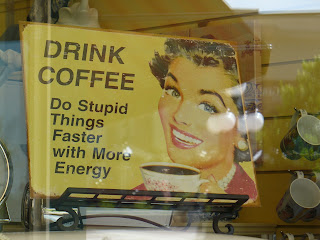 DRINK
COFFEE
Do Stupid
Things
Faster
with More
Energy